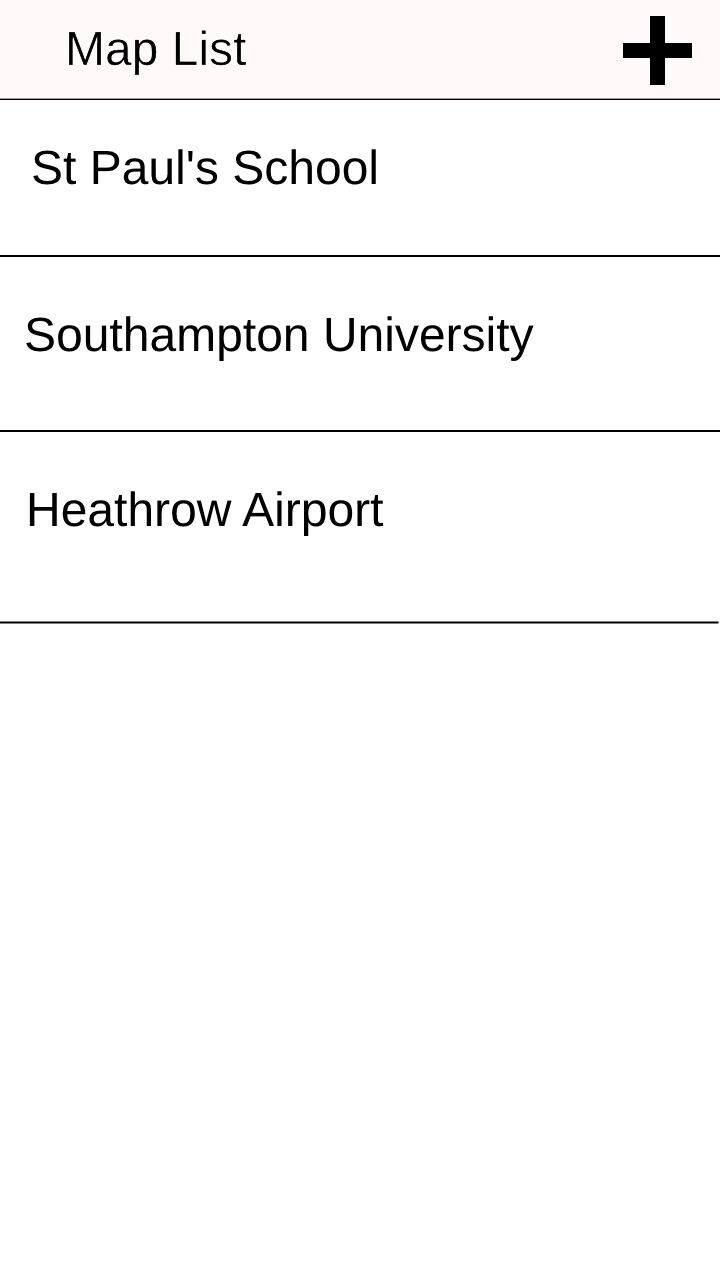 Map List
St Paul's School
Southampton University
Heathrow Airport